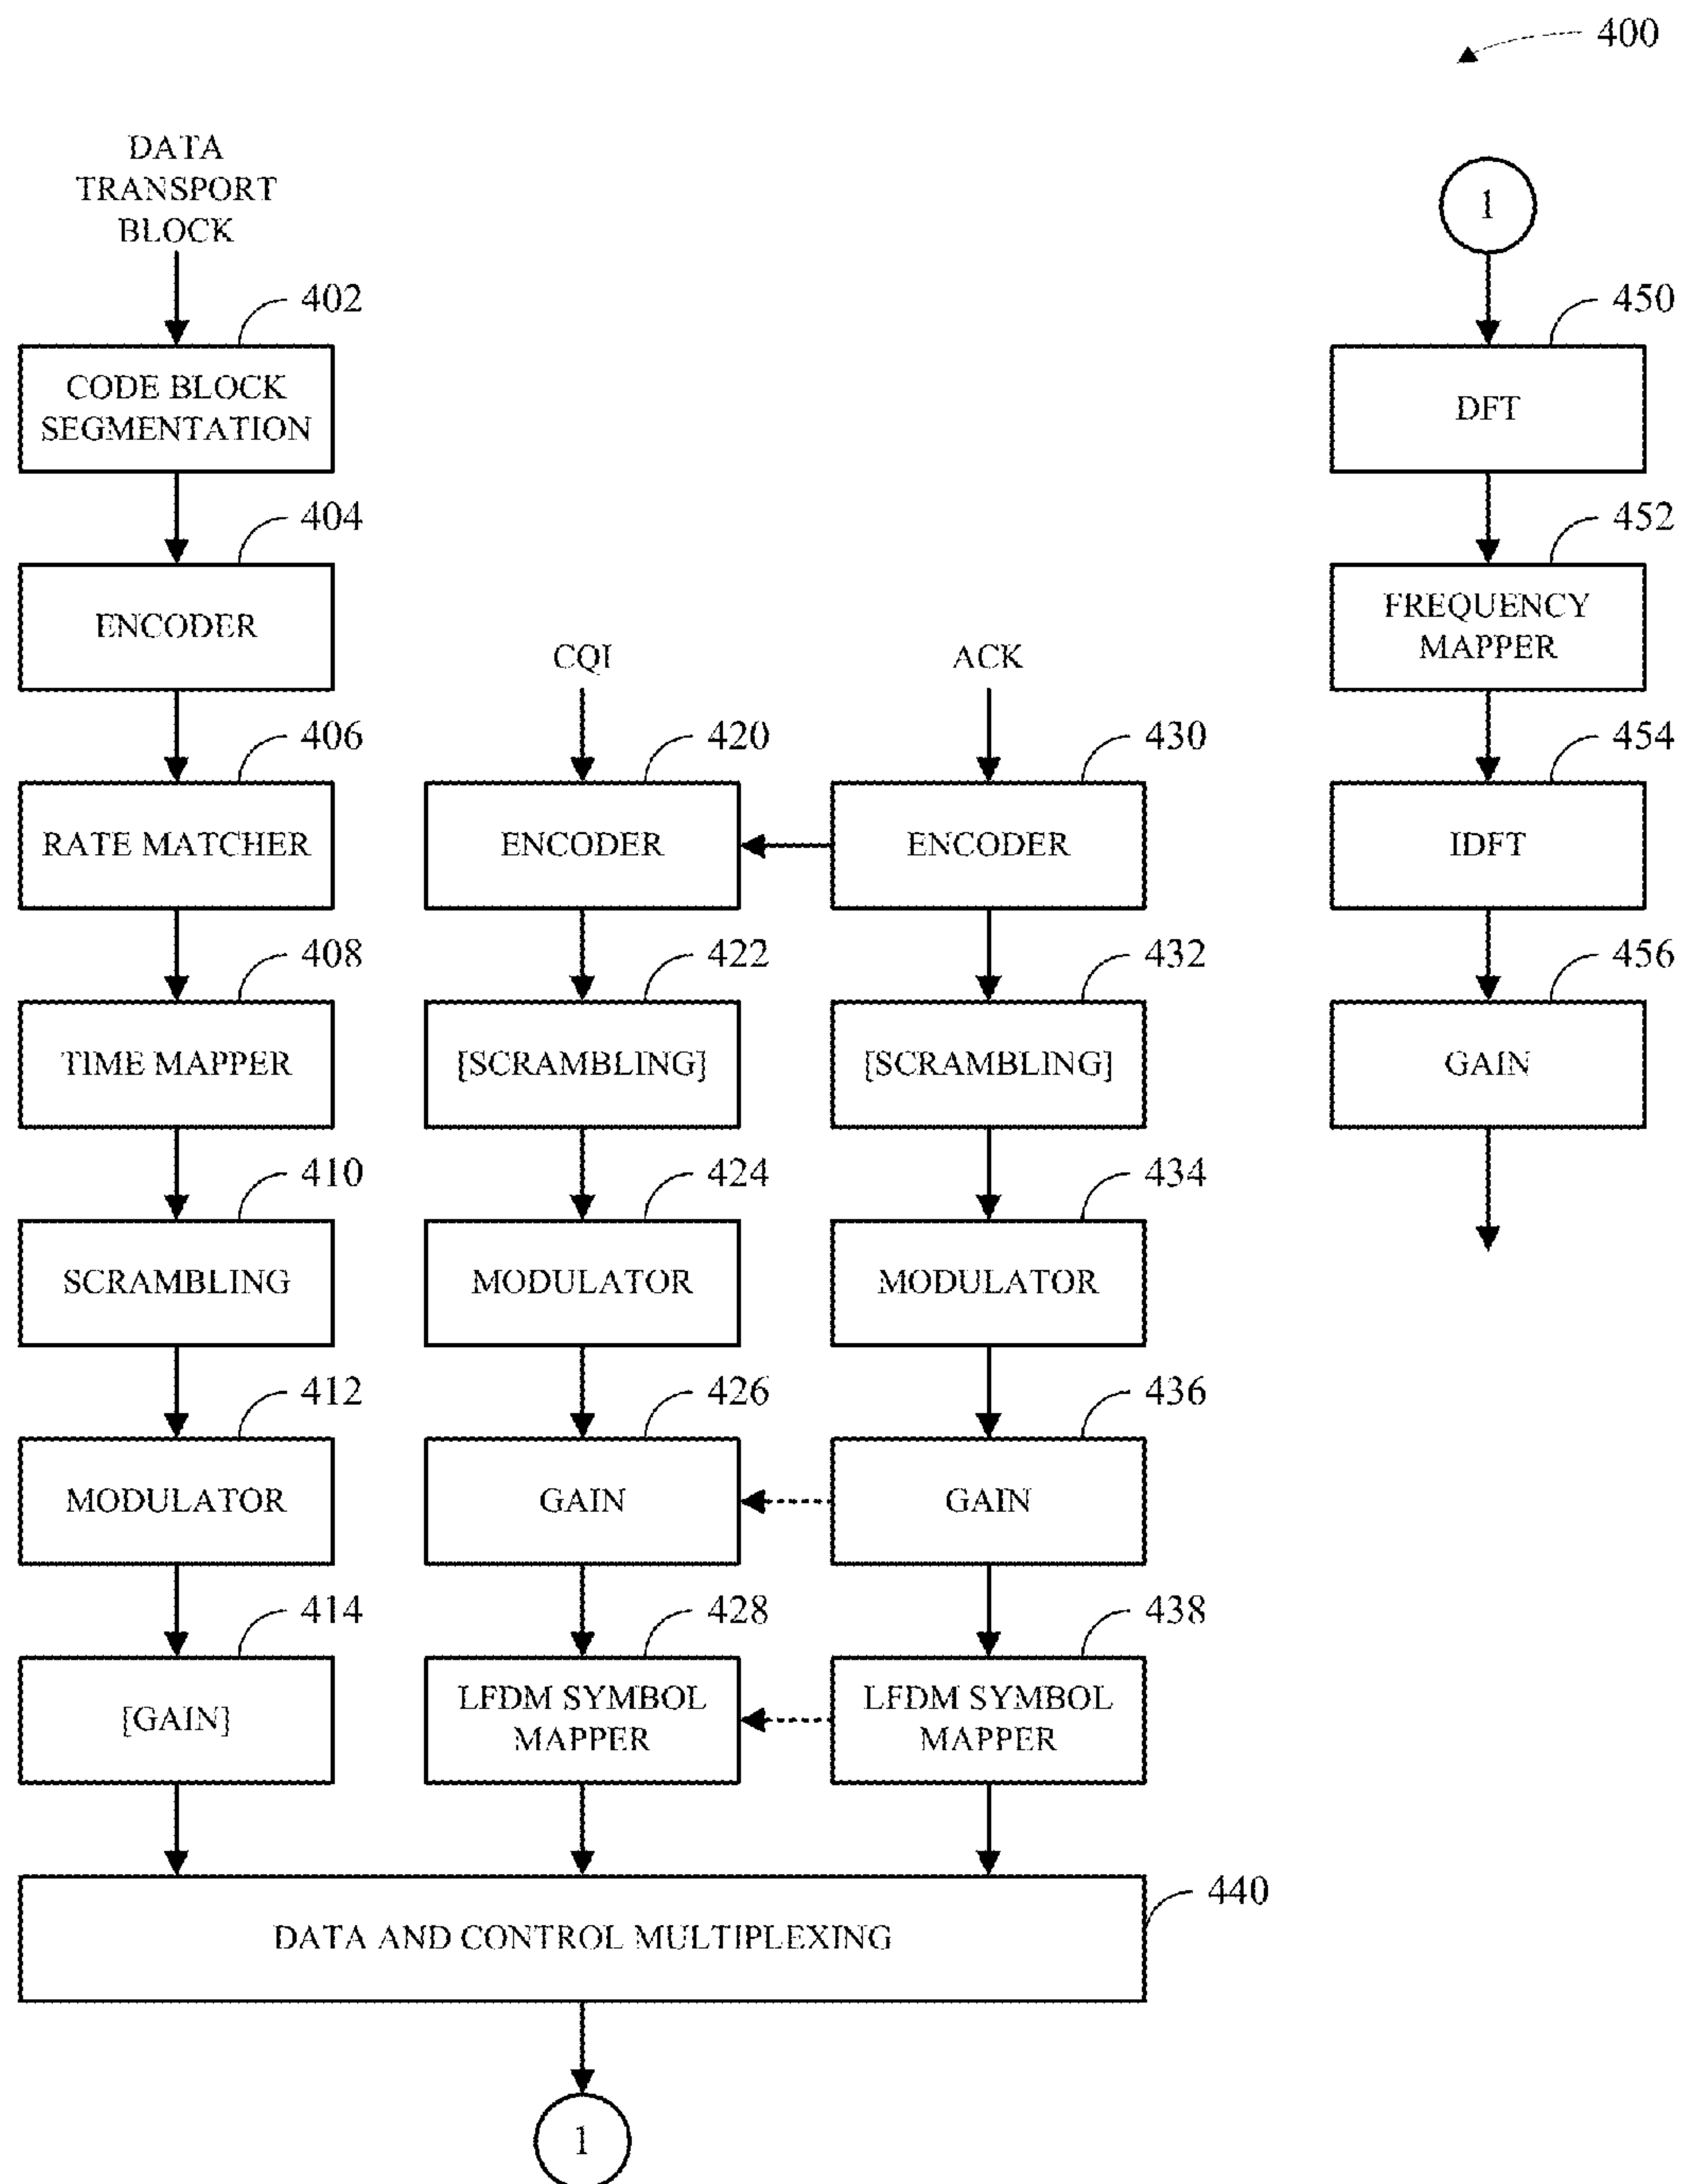 400
DATA
TRANSPORT
BLOCK
402
CODE BLOCK
SEGMENTATION
404
ENCODER
406
RATE MATCHER
408
TIME MAPPER
410
SCRAMBLING
412
MODULATOR
414
[GAIN]
CQI
420
ENCODER
422
[SCRAMBLING]
424
MODULATOR
426
GAIN
428
LFDM SYMBOL
MAPPER
ACK
430
ENCODER
432
[SCRAMBLING]
434
MODULATOR
436
GAIN
438
LFDM SYMBOL
MAPPER
440
DATA AND CONTROL MULTIPLEXING
1
1
450
DFT
452
FREQUENCY
MAPPER
454
IDFT
456
GAIN